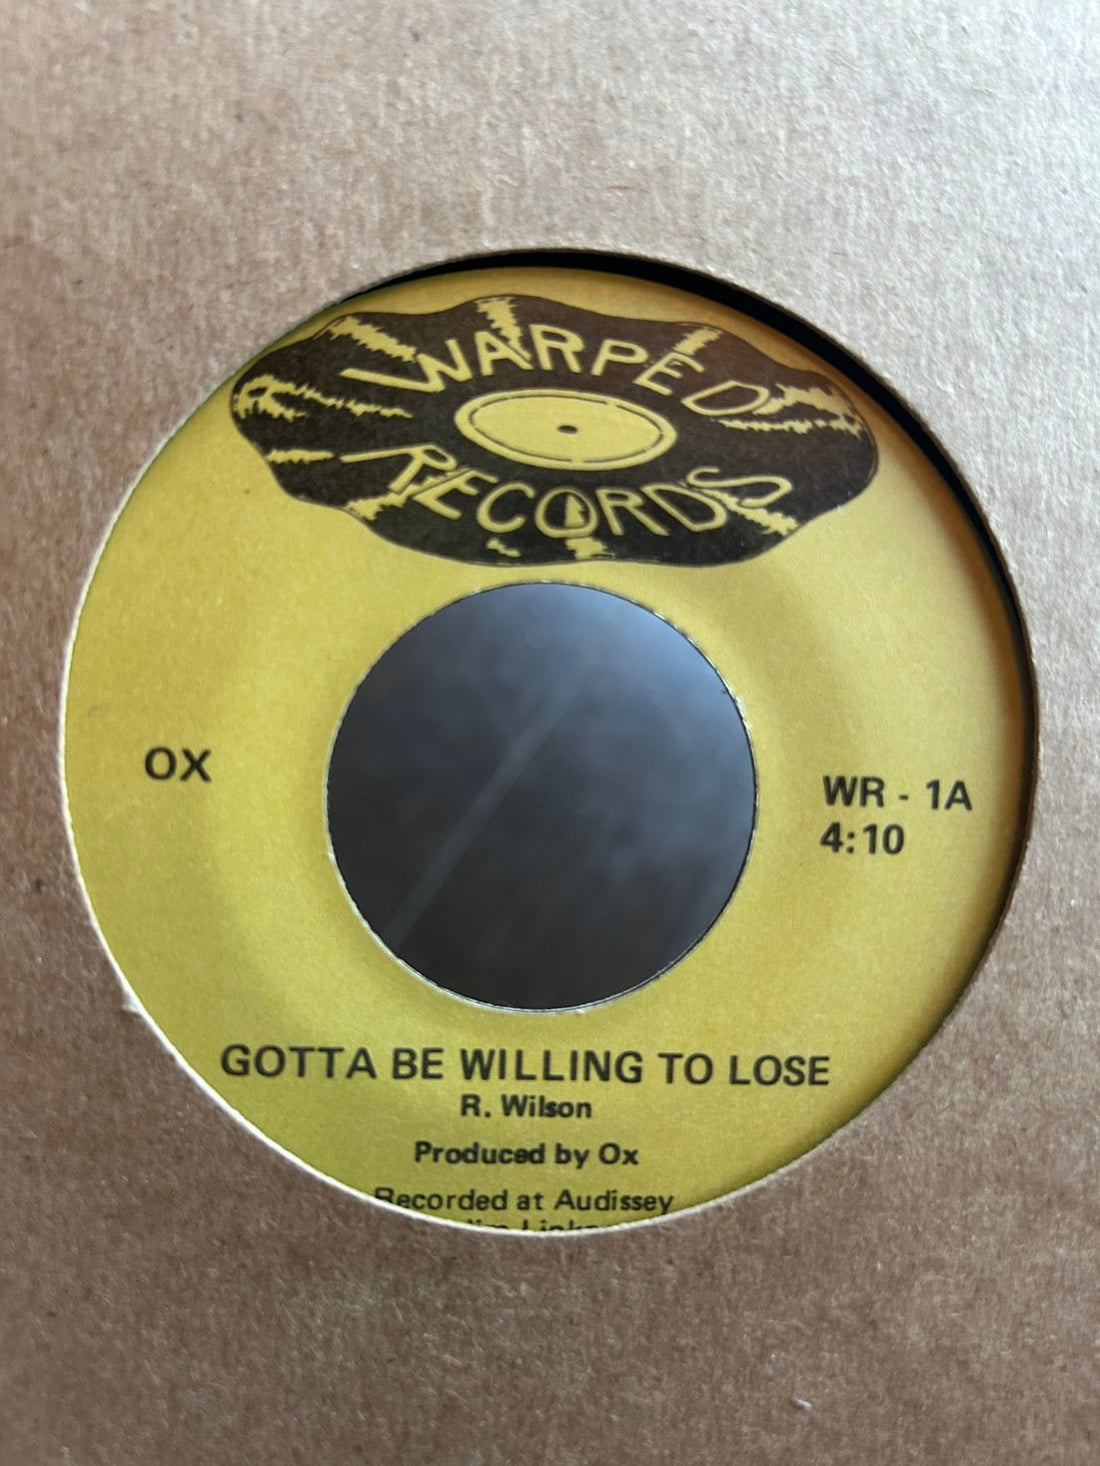 WARPED
RECORDS
OX
WR - 1A
4:10
GOTTA BE WILLING TO LOSE
R. Wilson
Produced by Ox
Recorded at Audissey